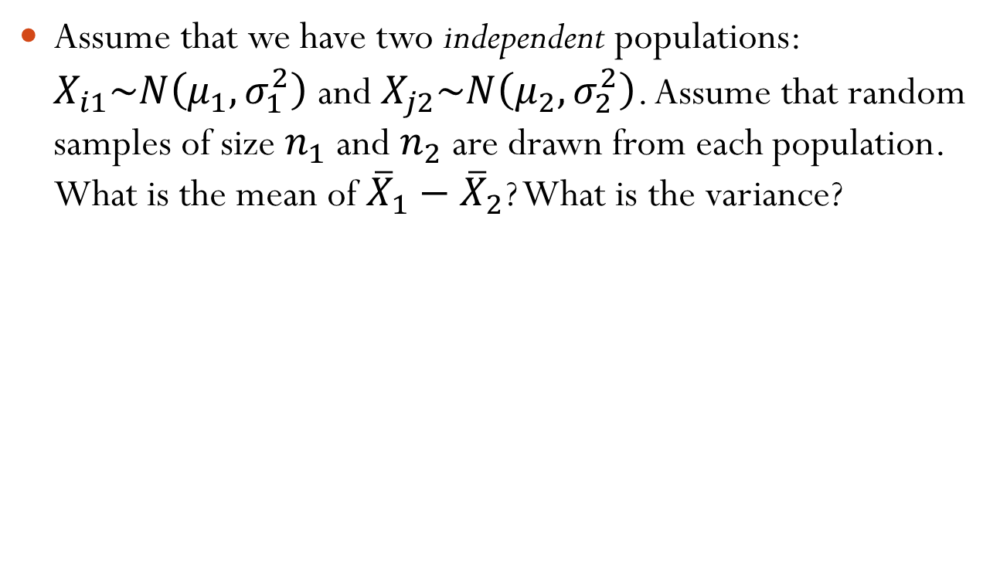 • Assume that we have two independent populations:
X_{i1}~N(μ_1, σ_1^2) and X_{j2}~N(μ_2, σ_2^2). Assume that random
samples of size n_1 and n_2 are drawn from each population.
What is the mean of X̄_1 − X̄_2? What is the variance?